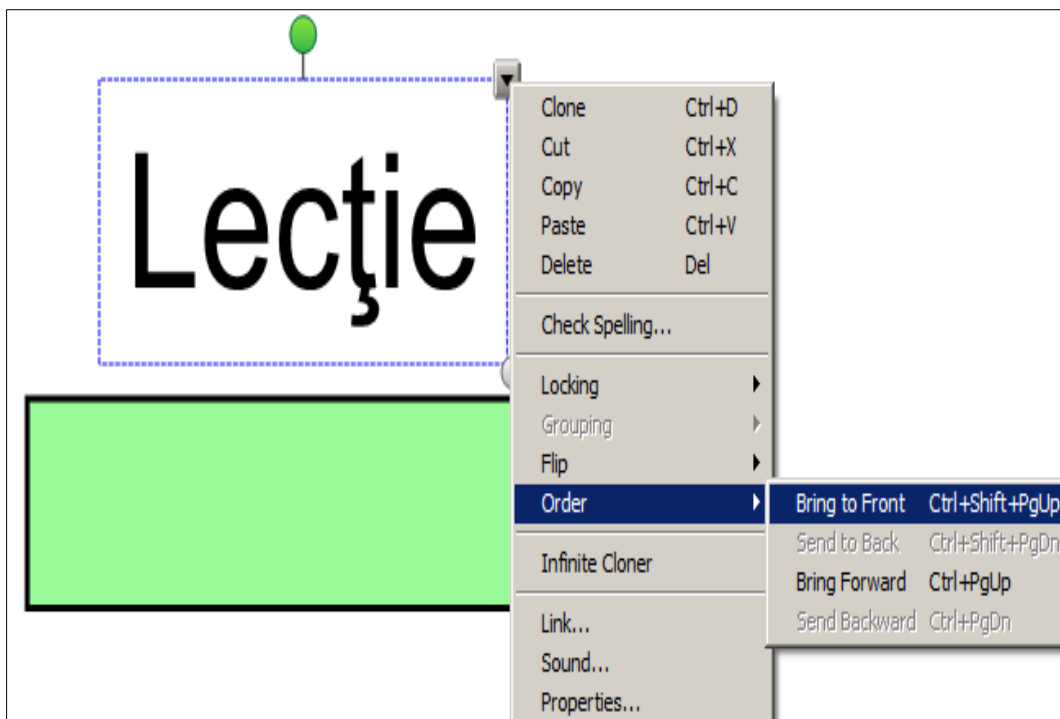 Lecţie
Clone Ctrl+D
Cut Ctrl+X
Copy Ctrl+C
Paste Ctrl+V
Delete Del
Check Spelling...
Locking
Grouping
Flip
Order
Bring to Front Ctrl+Shift+PgUp
Send to Back Ctrl+Shift+PgDn
Bring Forward Ctrl+PgUp
Send Backward Ctrl+PgDn
Infinite Cloner
Link...
Sound...
Properties...